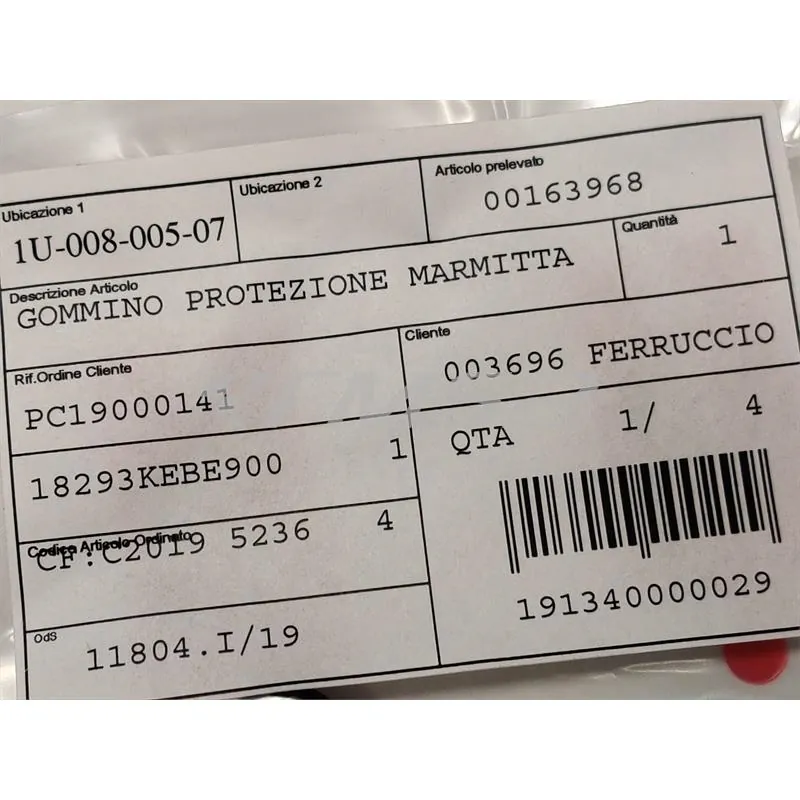 Ubicazione 1
1U-008-005-07
Ubicazione 2
Articolo prelevato
00163968
Descrizione Articolo
GOMMINO PROTEZIONE MARMITTA
Quantità
1
Rif.Ordine Cliente
PC19000141
Cliente
003696 FERRUCCIO
18293KEBE900 1
QTA 1/ 4
Codice Articolo Ordinato
CF:C2019 5236 4
OdS
11804.I/19
191340000029